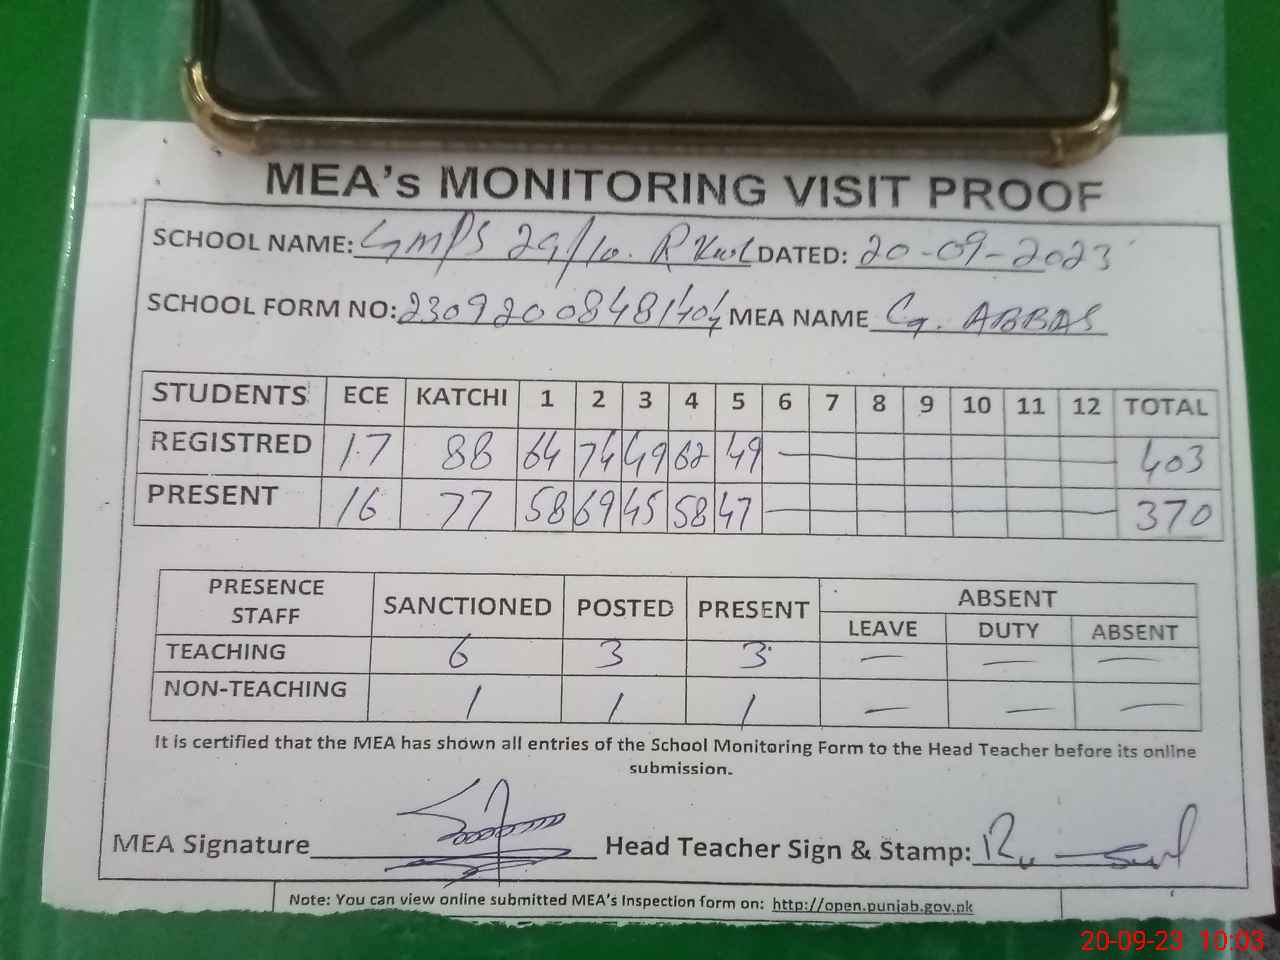 MEA's MONITORING VISIT PROOF
SCHOOL NAME: GMPS 29/10. R Kwl DATED: 20-09-2023
SCHOOL FORM NO: 23092008481404 MEA NAME G. ABBAS
STUDENTS ECE KATCHI 1 2 3 4 5 6 7 8 9 10 11 12 TOTAL
REGISTRED 17 88 64 74 49 62 49 403
PRESENT 16 77 58 69 45 58 47 370
PRESENCE STAFF SANCTIONED POSTED PRESENT ABSENT
LEAVE DUTY ABSENT
TEACHING 6 3 3 — — —
NON-TEACHING 1 1 1 — — —
It is certified that the MEA has shown all entries of the School Monitoring Form to the Head Teacher before its online
submission.
MEA Signature Head Teacher Sign & Stamp:
Note: You can view online submitted MEA's Inspection form on: http://open.punjab.gov.pk
20-09-23 10:03